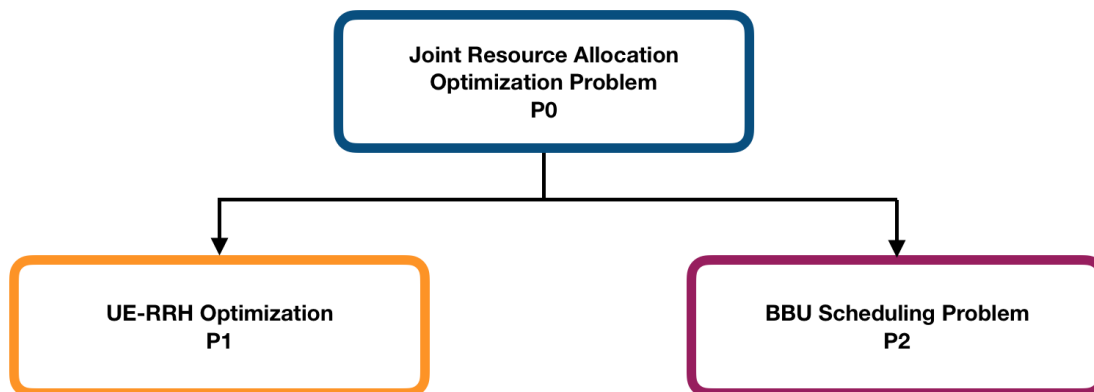 Joint Resource Allocation
Optimization Problem
P0
UE-RRH Optimization
P1
BBU Scheduling Problem
P2